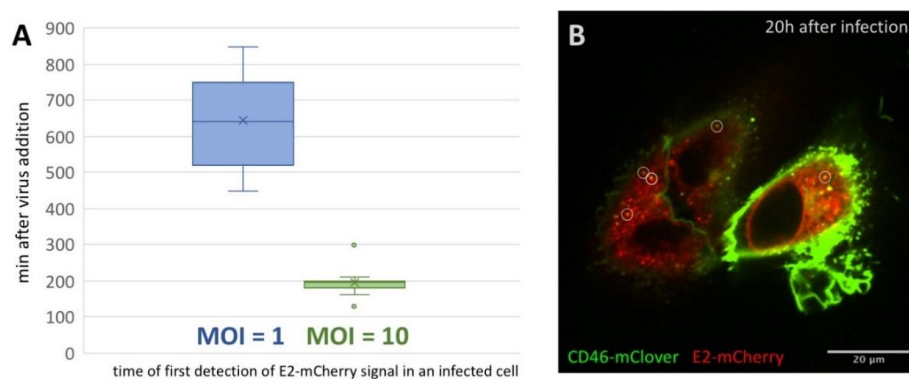 A
900
800
700
600
500
400
300
200
100
0
min after virus addition
MOI = 1 MOI = 10
time of first detection of E2-mCherry signal in an infected cell
B
20h after infection
CD46-mClover E2-mCherry
20 μm